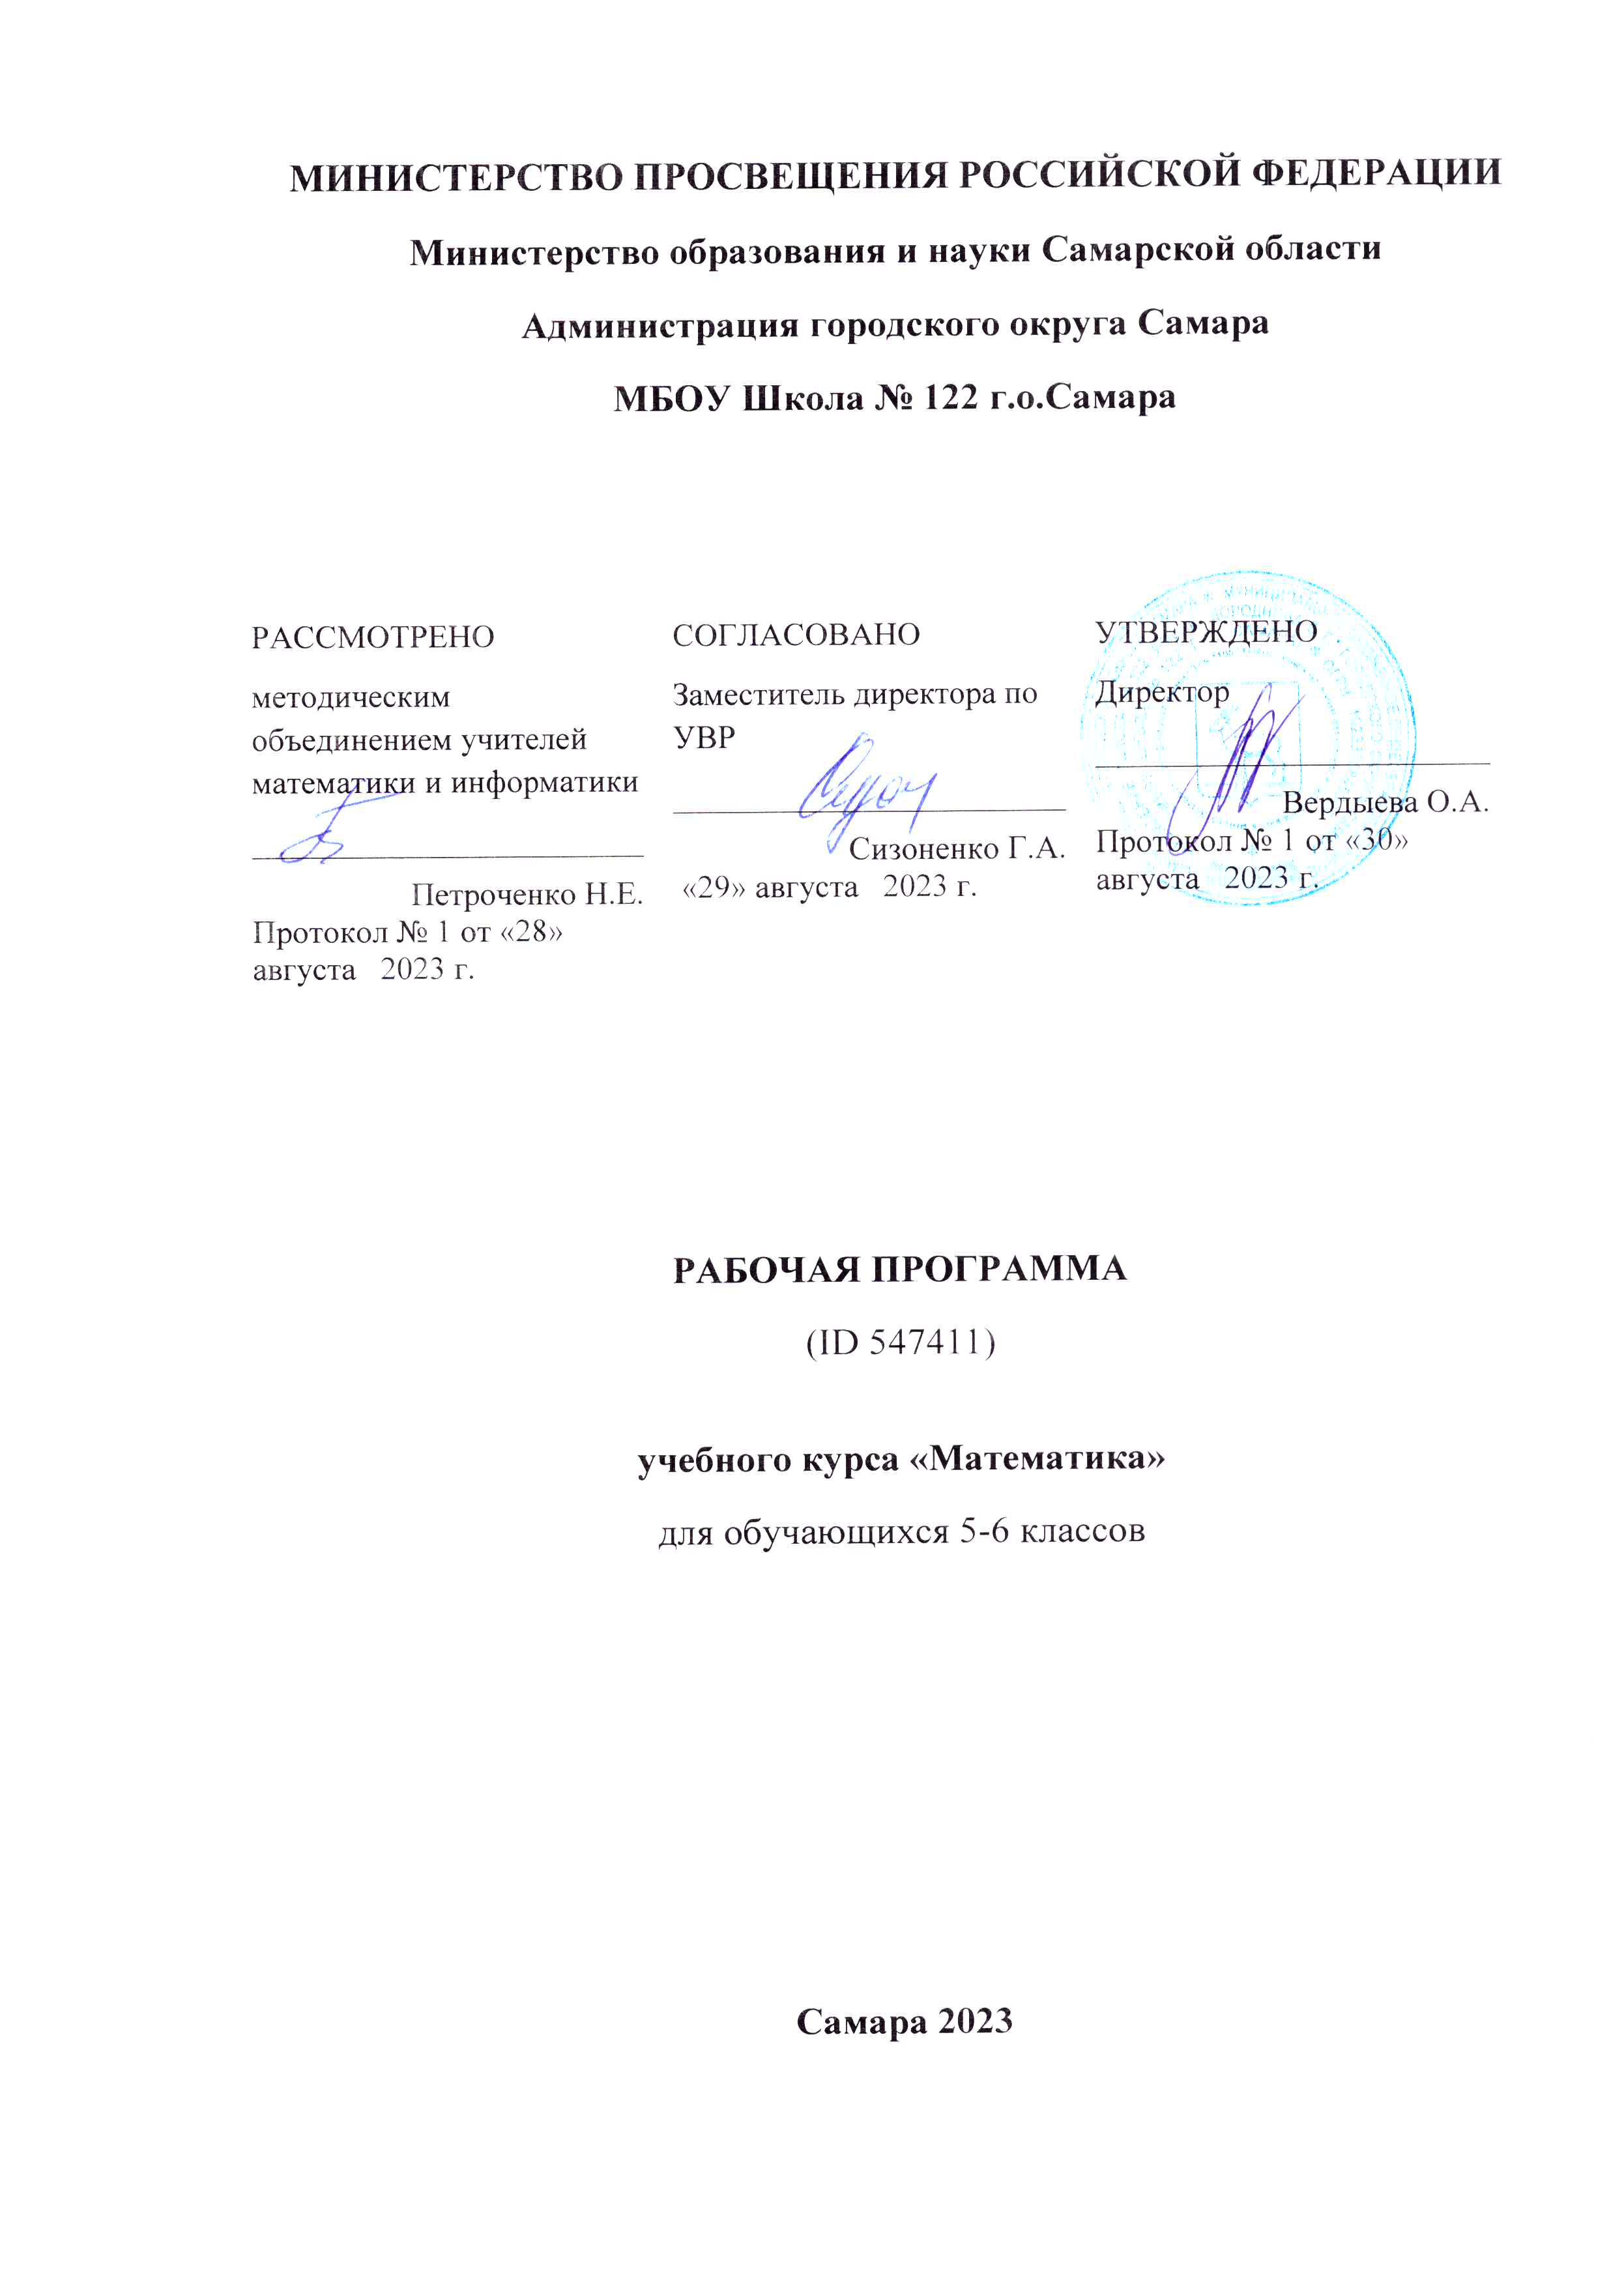 МИНИСТЕРСТВО ПРОСВЕЩЕНИЯ РОССИЙСКОЙ ФЕДЕРАЦИИ
Министерство образования и науки Самарской области
Администрация городского округа Самара
МБОУ Школа № 122 г.о.Самара
РАССМОТРЕНО
методическим
объединением учителей
математики и информатики
Петроченко Н.Е.
Протокол № 1 от «28»
августа 2023 г.
СОГЛАСОВАНО
Заместитель директора по
УВР
Сизоненко Г.А.
«29» августа 2023 г.
УТВЕРЖДЕНО
Директор
Вердыева О.А.
Протокол № 1 от «30»
августа 2023 г.
РАБОЧАЯ ПРОГРАММА
(ID 547411)
учебного курса «Математика»
для обучающихся 5-6 классов
Самара 2023